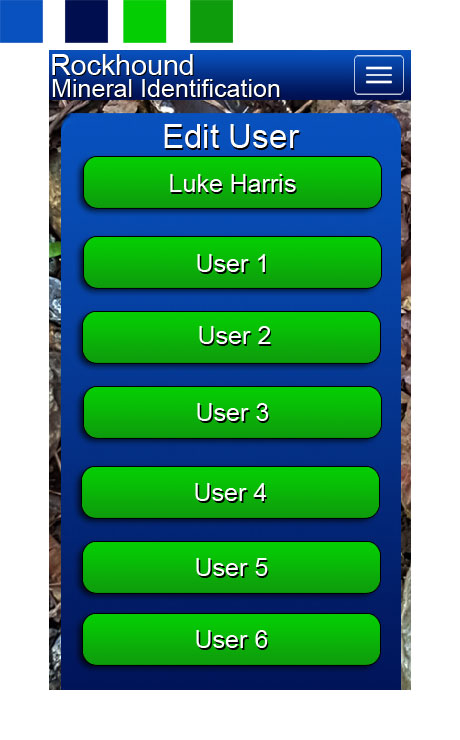 Rockhound
Mineral Identification
Edit User
Luke Harris
User 1
User 2
User 3
User 4
User 5
User 6